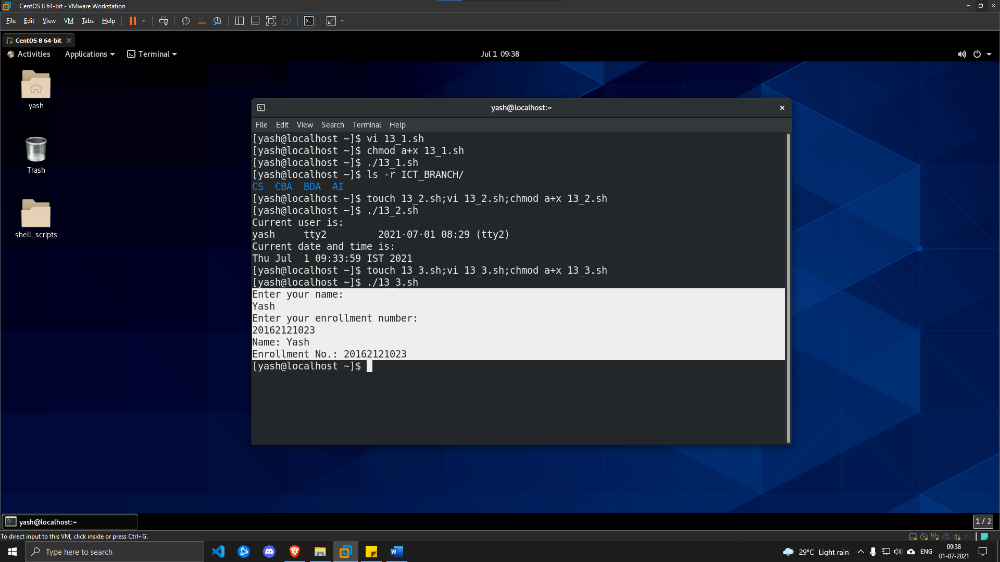 CentOS 8 64-bit - VMware Workstation
File Edit View VM Tabs Help
CentOS 8 64-bit
Activities Applications Terminal Jul 1 09:38
yash
Trash
shell_scripts
yash@localhost:~
File Edit View Search Terminal Help
[yash@localhost ~]$ vi 13_1.sh
[yash@localhost ~]$ chmod a+x 13_1.sh
[yash@localhost ~]$ ./13_1.sh
[yash@localhost ~]$ ls -r ICT_BRANCH/
CS CBA BDA AI
[yash@localhost ~]$ touch 13_2.sh;vi 13_2.sh;chmod a+x 13_2.sh
[yash@localhost ~]$ ./13_2.sh
Current user is:
yash tty2 2021-07-01 08:29 (tty2)
Current date and time is:
Thu Jul 1 09:33:59 IST 2021
[yash@localhost ~]$ touch 13_3.sh;vi 13_3.sh;chmod a+x 13_3.sh
[yash@localhost ~]$ ./13_3.sh
Enter your name:
Yash
Enter your enrollment number:
20162121023
Name: Yash
Enrollment No.: 20162121023
[yash@localhost ~]$
yash@localhost:~ 1 / 2
To direct input to this VM, click inside or press Ctrl+G.
Type here to search 29°C Light rain ENG 09:38
01-07-2021